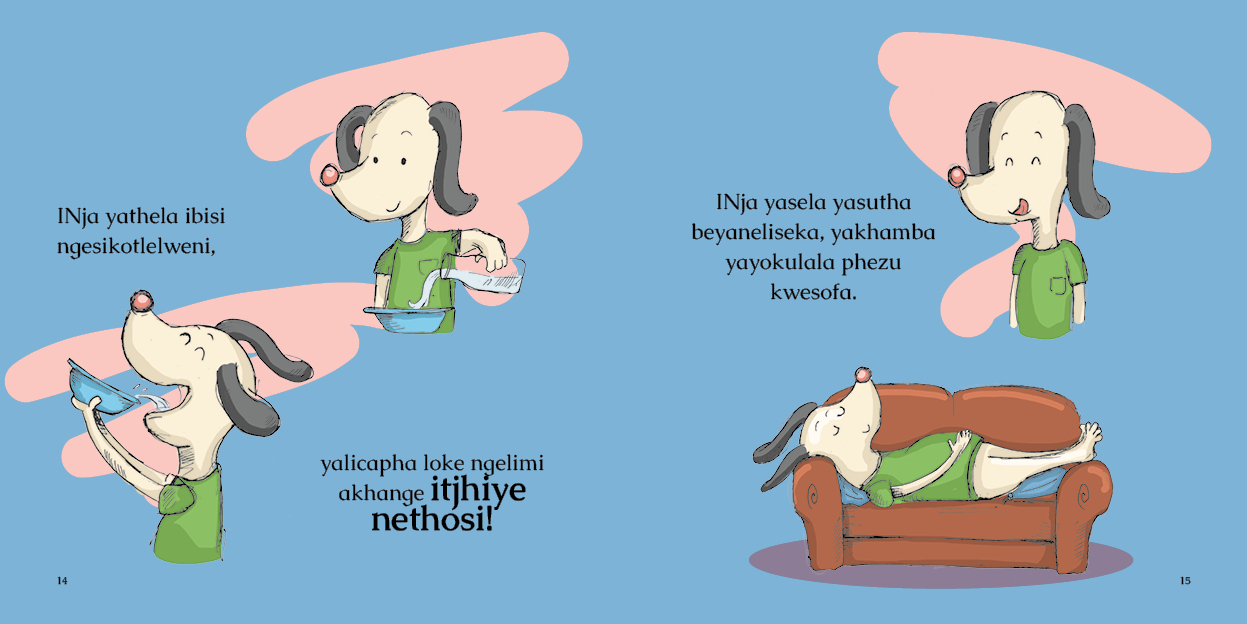 INja yathela ibisi
ngesikotlelweni,
yalicapha loke ngelimi
akhange itjhiye
nethosi!
14
INja yasela yasutha
beyaneliseka, yakhamba
yayokulala phezu
kwesofa.
15